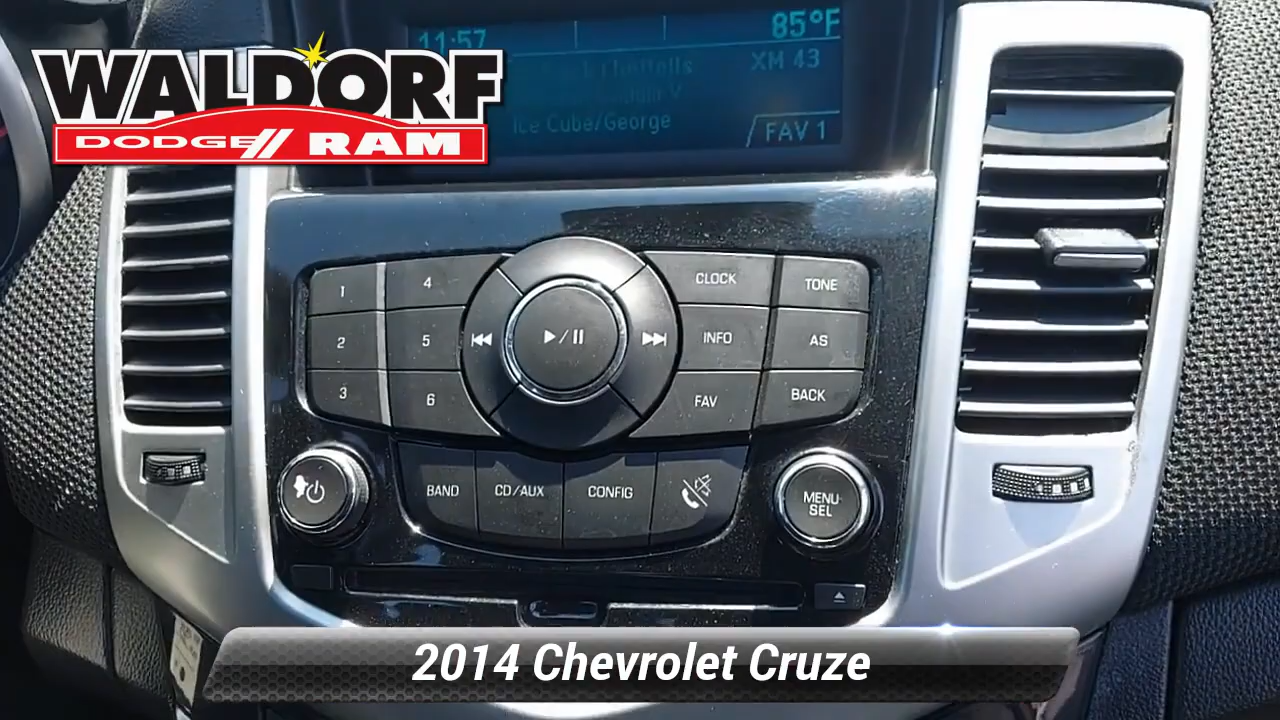 WALDORF
DODGE RAM
11:57
85°F
XM 43
Ice Cube/George
FAV 1
1
4
CLOCK
TONE
2
5
INFO
AS
3
6
FAV
BACK
BAND
CD/AUX
CONFIG
MENU
SEL
2014 Chevrolet Cruze